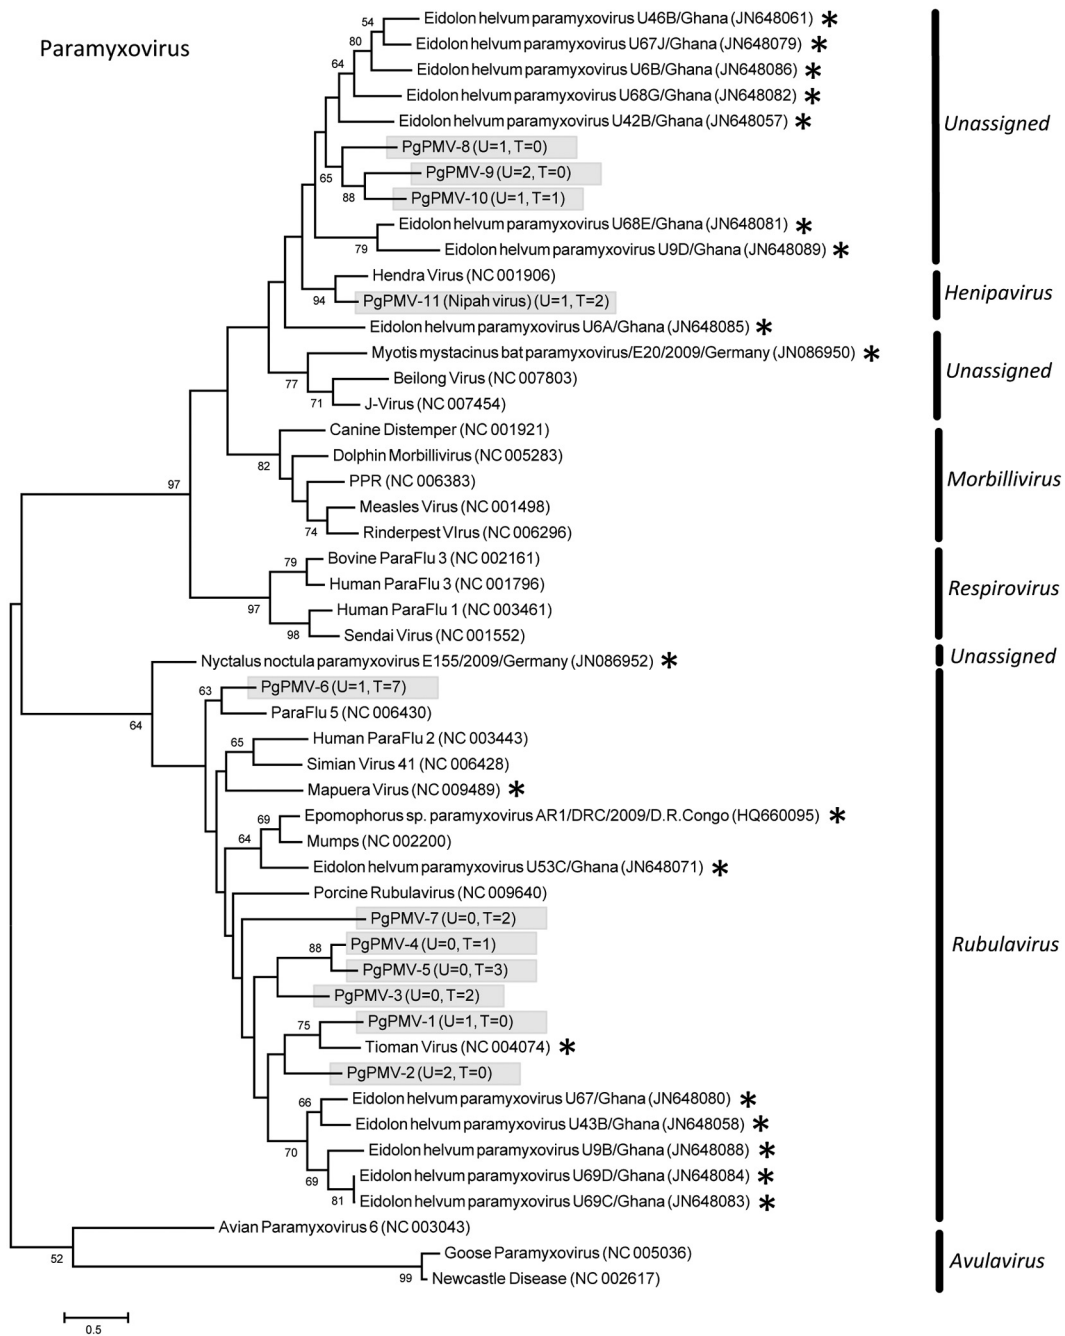 Paramyxovirus
54
Eidolon helvum paramyxovirus U46B/Ghana (JN648061) *
80
Eidolon helvum paramyxovirus U67J/Ghana (JN648079) *
64
Eidolon helvum paramyxovirus U6B/Ghana (JN648086) *
Eidolon helvum paramyxovirus U68G/Ghana (JN648082) *
Eidolon helvum paramyxovirus U42B/Ghana (JN648057) *
Unassigned
PgPMV-8 (U=1, T=0)
65
PgPMV-9 (U=2, T=0)
88
PgPMV-10 (U=1, T=1)
Eidolon helvum paramyxovirus U68E/Ghana (JN648081) *
79
Eidolon helvum paramyxovirus U9D/Ghana (JN648089) *
Hendra Virus (NC 001906)
Henipavirus
94
PgPMV-11 (Nipah virus) (U=1, T=2)
Eidolon helvum paramyxovirus U6A/Ghana (JN648085) *
Myotis mystacinus bat paramyxovirus/E20/2009/Germany (JN086950) *
Unassigned
77
Beilong Virus (NC 007803)
71
J-Virus (NC 007454)
Canine Distemper (NC 001921)
82
Dolphin Morbillivirus (NC 005283)
Morbillivirus
97
PPR (NC 006383)
Measles Virus (NC 001498)
74
Rinderpest VIrus (NC 006296)
79
Bovine ParaFlu 3 (NC 002161)
Human ParaFlu 3 (NC 001796)
Respirovirus
97
Human ParaFlu 1 (NC 003461)
98
Sendai Virus (NC 001552)
Nyctalus noctula paramyxovirus E155/2009/Germany (JN086952) *
Unassigned
63
PgPMV-6 (U=1, T=7)
64
ParaFlu 5 (NC 006430)
65
Human ParaFlu 2 (NC 003443)
Simian Virus 41 (NC 006428)
Mapuera Virus (NC 009489) *
69
Epomophorus sp. paramyxovirus AR1/DRC/2009/D.R.Congo (HQ660095) *
64
Mumps (NC 002200)
Eidolon helvum paramyxovirus U53C/Ghana (JN648071) *
Porcine Rubulavirus (NC 009640)
PgPMV-7 (U=0, T=2)
88
PgPMV-4 (U=0, T=1)
Rubulavirus
PgPMV-5 (U=0, T=3)
PgPMV-3 (U=0, T=2)
75
PgPMV-1 (U=1, T=0)
Tioman Virus (NC 004074) *
PgPMV-2 (U=2, T=0)
66
Eidolon helvum paramyxovirus U67/Ghana (JN648080) *
Eidolon helvum paramyxovirus U43B/Ghana (JN648058) *
70
Eidolon helvum paramyxovirus U9B/Ghana (JN648088) *
69
Eidolon helvum paramyxovirus U69D/Ghana (JN648084) *
81
Eidolon helvum paramyxovirus U69C/Ghana (JN648083) *
Avian Paramyxovirus 6 (NC 003043)
52
Goose Paramyxovirus (NC 005036)
Avulavirus
99
Newcastle Disease (NC 002617)
0.5